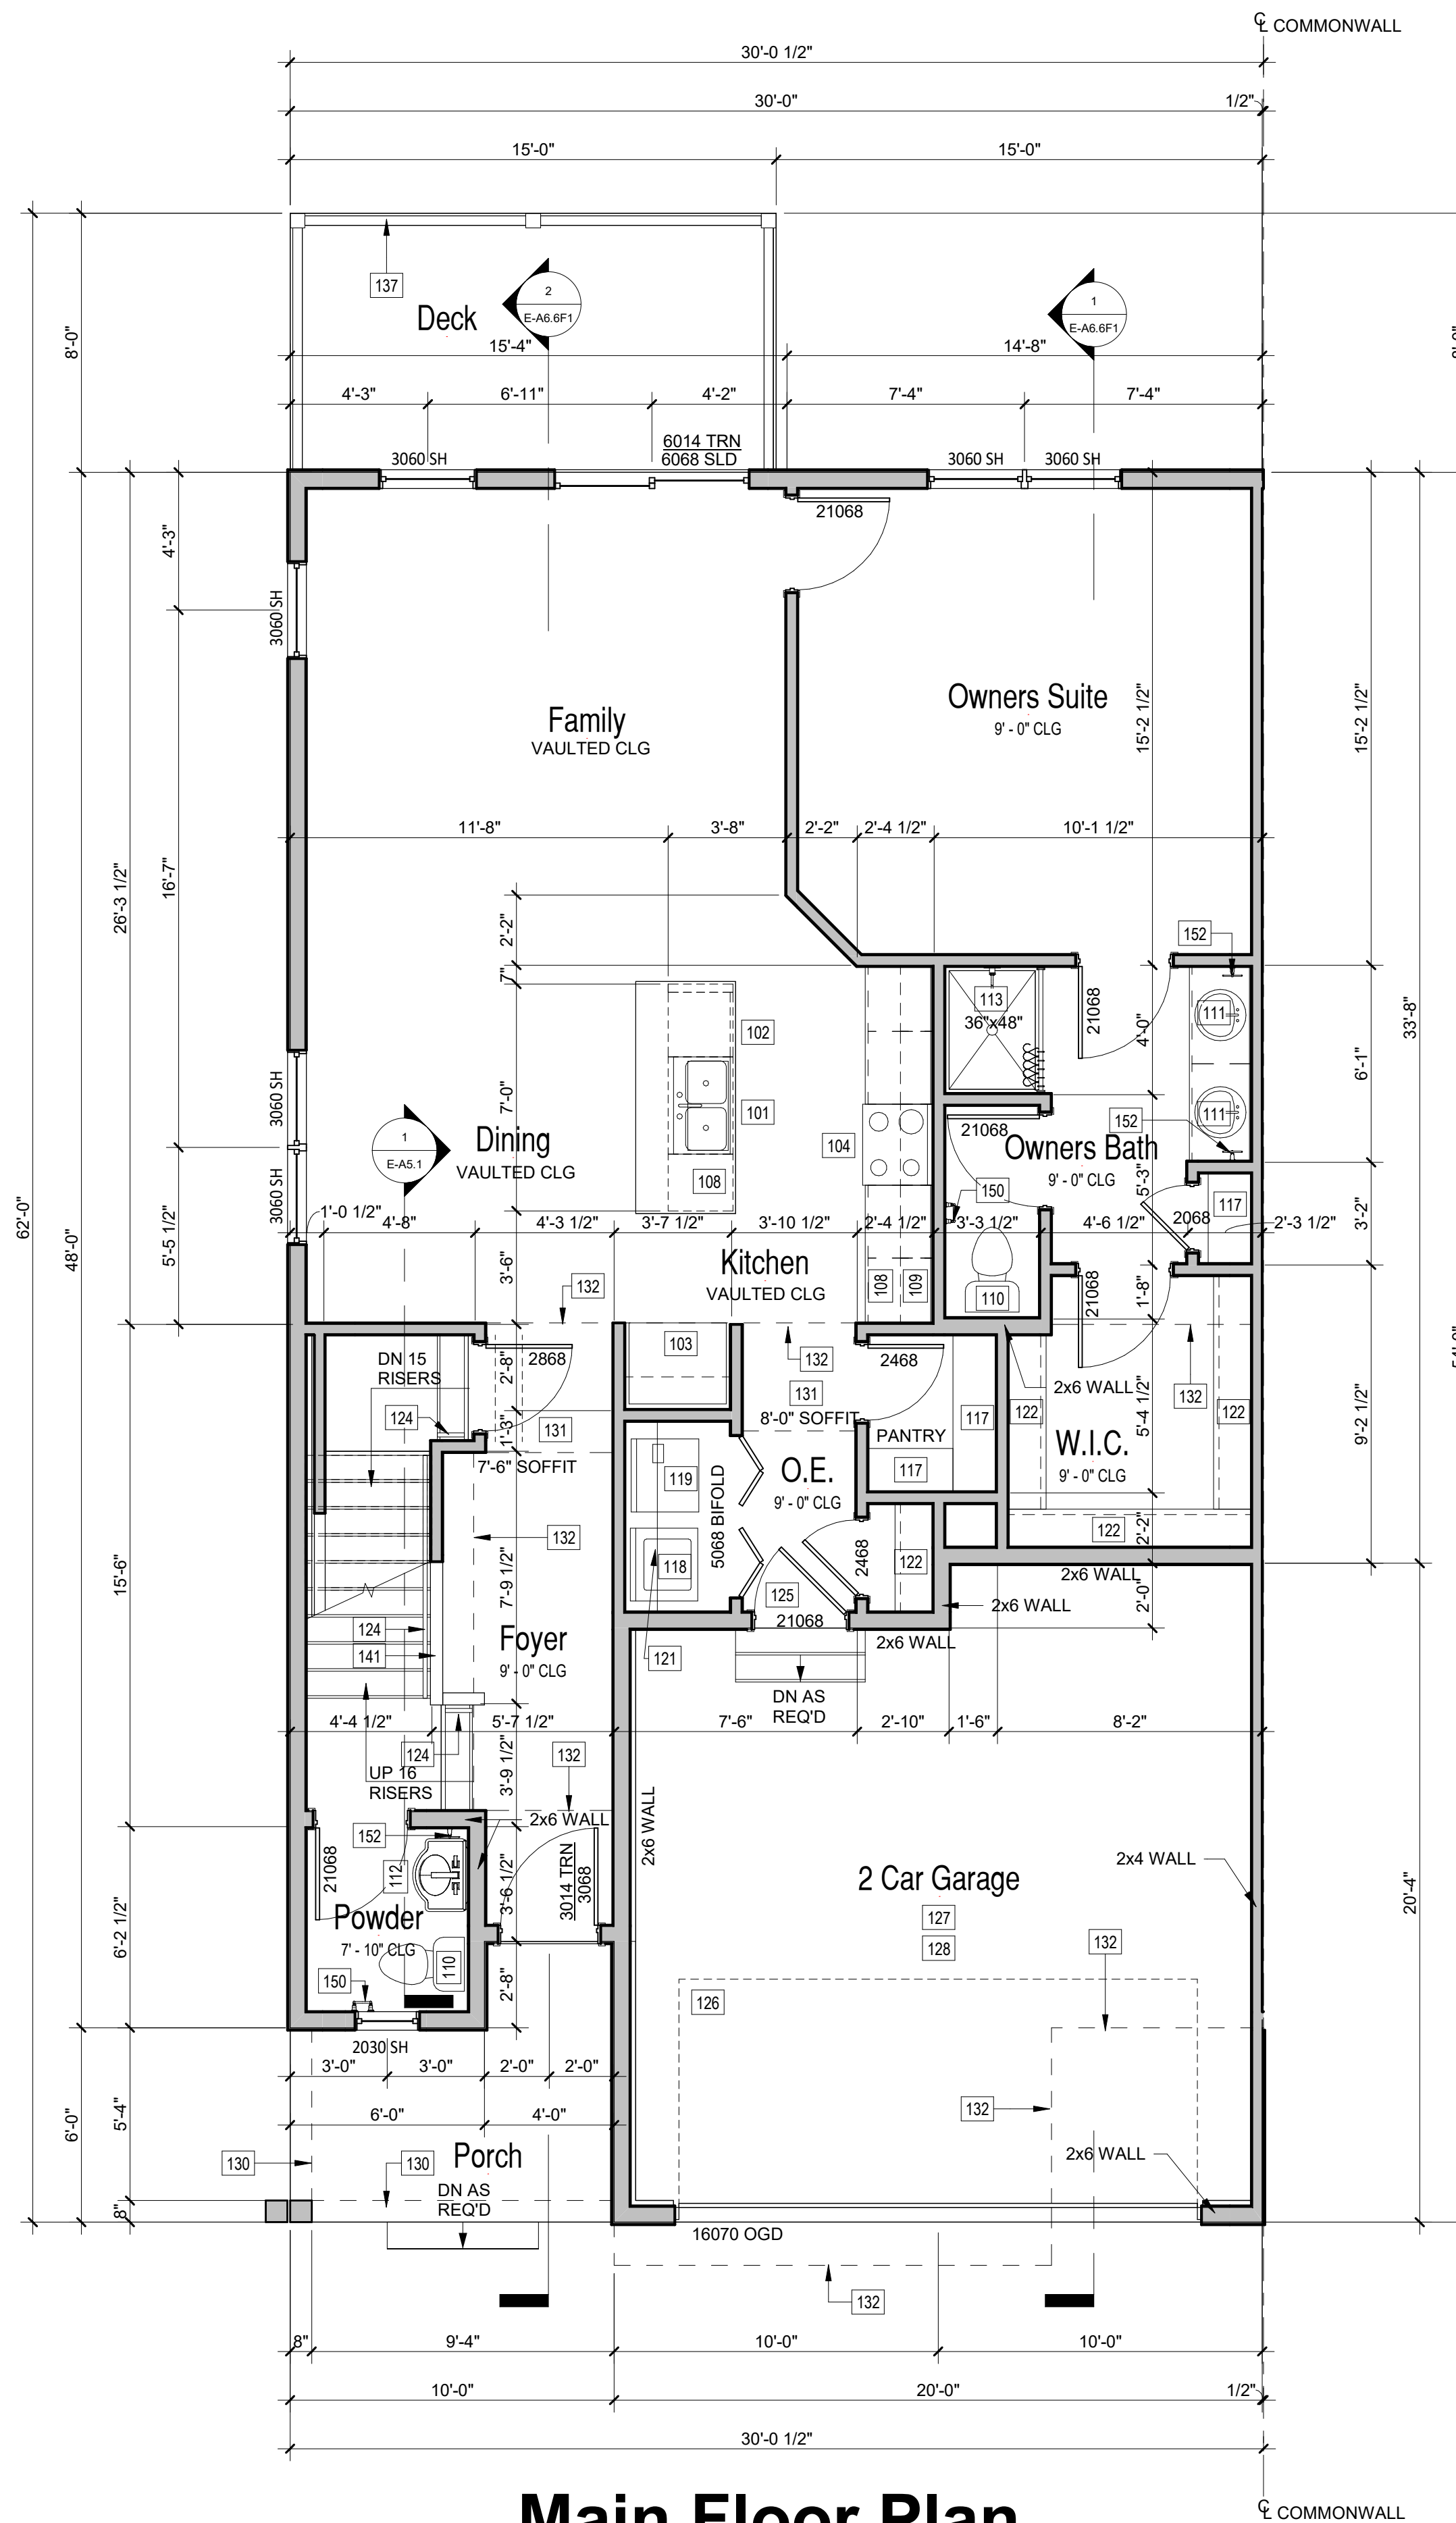 ℄ COMMONWALL
30'-0 1/2"
30'-0"
1/2"
15'-0"
15'-0"
137
Deck
2
E-A6.6F1
1
E-A6.6F1
8'-0"
15'-4"
14'-8"
4'-3"
6'-11"
4'-2"
7'-4"
7'-4"
6014 TRN
6068 SLD
3060 SH
3060 SH
3060 SH
21068
4'-3"
3060 SH
Family
VAULTED CLG
Owners Suite
9' - 0" CLG
15'-2 1/2"
15'-2 1/2"
11'-8"
3'-8"
2'-2"
2'-4 1/2"
10'-1 1/2"
26'-3 1/2"
16'-7"
2'-2"
7"
152
113
36"x48"
21068
4'-0"
111
102
101
33'-8"
6'-1"
3060 SH
7'-0"
1
E-A5.1
Dining
VAULTED CLG
104
108
21068
152
111
Owners Bath
9' - 0" CLG
5'-3"
150
117
2068
3'-2"
62'-0"
48'-0"
3060 SH
5'-5 1/2"
1'-0 1/2"
4'-8"
4'-3 1/2"
3'-7 1/2"
3'-10 1/2"
2'-4 1/2"
3'-3 1/2"
4'-6 1/2"
2'-3 1/2"
3'-6"
Kitchen
VAULTED CLG
132
108
109
110
21068
1'-8"
DN 15
RISERS
2868
2'-8"
103
132
2468
131
8'-0" SOFFIT
2x6 WALL
132
124
1'-3"
131
7'-6" SOFFIT
117
PANTRY
117
122
122
5'-4 1/2"
W.I.C.
9' - 0" CLG
9'-2 1/2"
119
5068 BIFOLD
O.E.
9' - 0" CLG
122
2'-2"
132
15'-6"
7'-9 1/2"
118
2468
122
125
21068
2x6 WALL
2x6 WALL
2'-0"
2x6 WALL
124
141
Foyer
9' - 0" CLG
121
DN AS
REQ'D
4'-4 1/2"
5'-7 1/2"
7'-6"
2'-10"
1'-6"
8'-2"
124
3'-9 1/2"
132
UP 16
RISERS
2x6 WALL
2x6 WALL
152
21068
112
3'-6 1/2"
3014 TRN
3068
2x4 WALL
2 Car Garage
127
128
20'-4"
Powder
7' - 10" CLG
110
150
6'-2 1/2"
2'-8"
132
126
2030 SH
3'-0"
3'-0"
2'-0"
2'-0"
132
6'-0"
4'-0"
5'-4"
6'-0"
Porch
130
130
2x6 WALL
DN AS
REQ'D
8"
16070 OGD
132
8"
9'-4"
10'-0"
10'-0"
10'-0"
20'-0"
1/2"
30'-0 1/2"
Main Floor Plan
℄ COMMONWALL